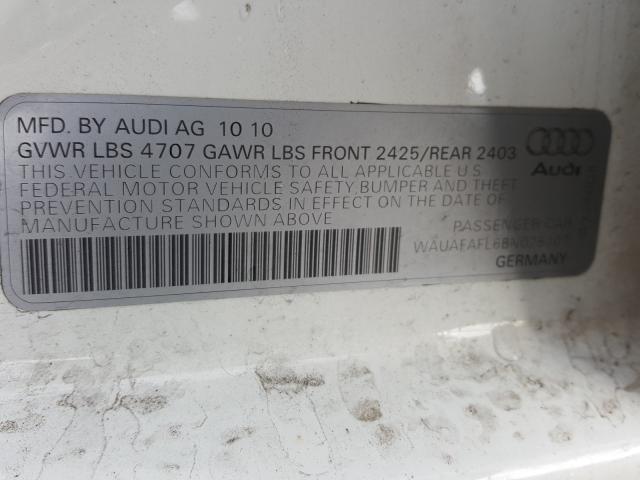 MFD. BY AUDI AG 10 10
GVWR LBS 4707 GAWR LBS FRONT 2425/REAR 2403
THIS VEHICLE CONFORMS TO ALL APPLICABLE U S
FEDERAL MOTOR VEHICLE SAFETY,BUMPER AND THEFT
PREVENTION STANDARDS IN EFFECT ON THE DATE OF
MANUFACTURE SHOWN ABOVE
Audi
PASSENGER CAR
GERMANY